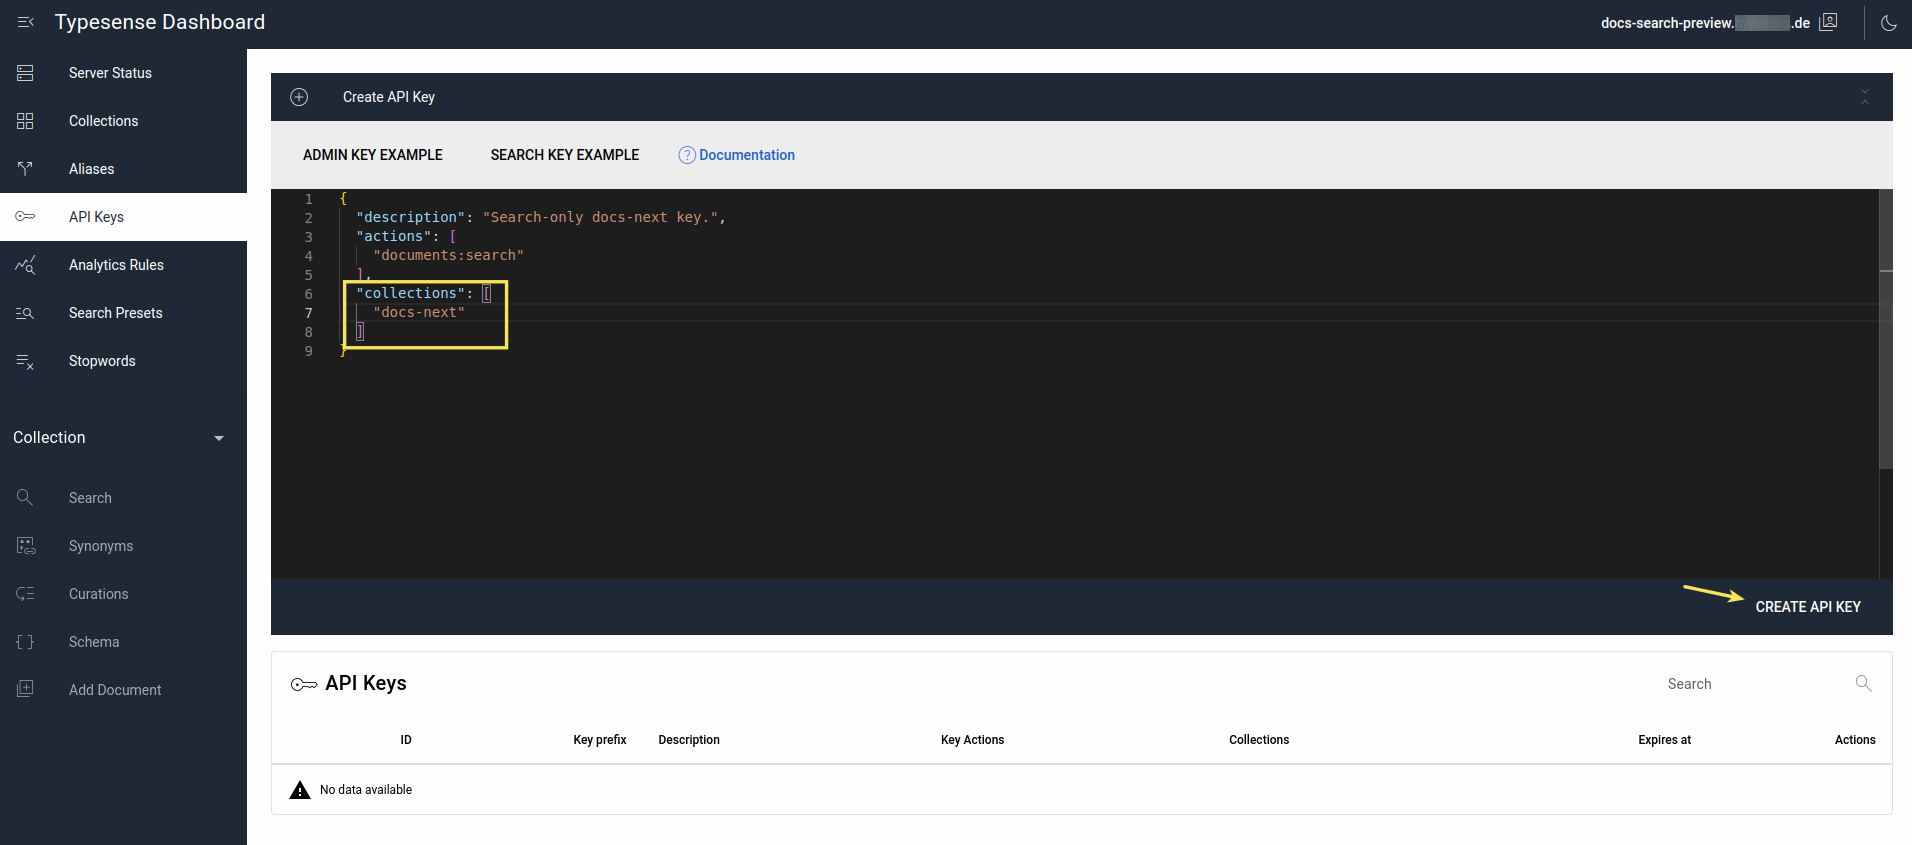 Typesense Dashboard
docs-search-preview. .de
Server Status
Collections
Aliases
API Keys
Analytics Rules
Search Presets
Stopwords
Collection
Search
Synonyms
Curations
Schema
Add Document
Create API Key
ADMIN KEY EXAMPLE SEARCH KEY EXAMPLE ? Documentation
1 {
2 "description": "Search-only docs-next key.",
3 "actions": [
4 "documents:search"
5 ],
6 "collections": [
7 "docs-next"
8 ]
9 }
CREATE API KEY
API Keys
Search
ID Key prefix Description Key Actions Collections Expires at Actions
No data available